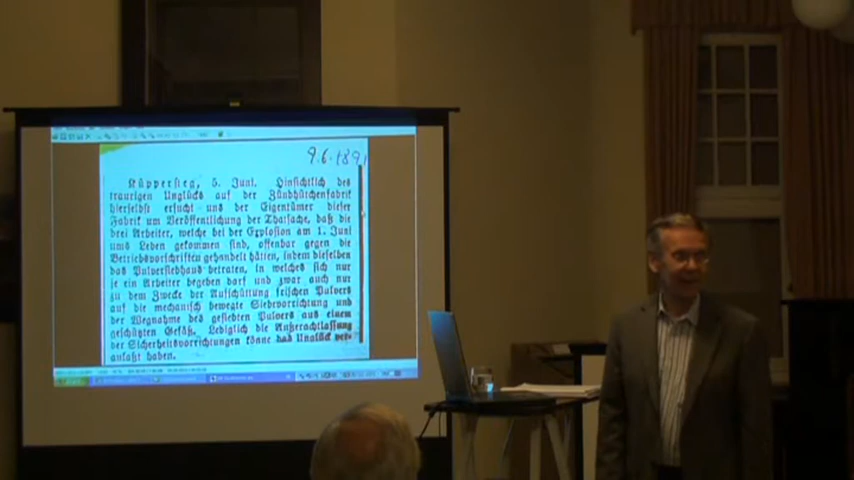 9.6.1891
Küppersteg, 5. Juni. Hinsichtlich des
traurigen Unglücks auf der Zündhütchenfabrik
hierselbst ersucht uns der Eigentümer dieser
Fabrik um Veröffentlichung der Thatsache, daß die
drei Arbeiter, welche bei der Explosion am 1. Juni
ums Leben gekommen sind, offenbar gegen die
Betriebsvorschriften gehandelt hätten, indem dieselben
das Pulversiebhaus betraten, in welches sich nur
je ein Arbeiter begeben darf und zwar auch nur
zu dem Zwecke der Aufschüttung frischen Pulvers
auf die mechanisch bewegte Siebvorrichtung und
der Wegnahme des gesiebten Pulvers aus einem
geschützten Gefäß. Lediglich die Außerachtlassung
der Sicherheitsvorrichtungen könne das Unglück ver-
anlaßt haben.